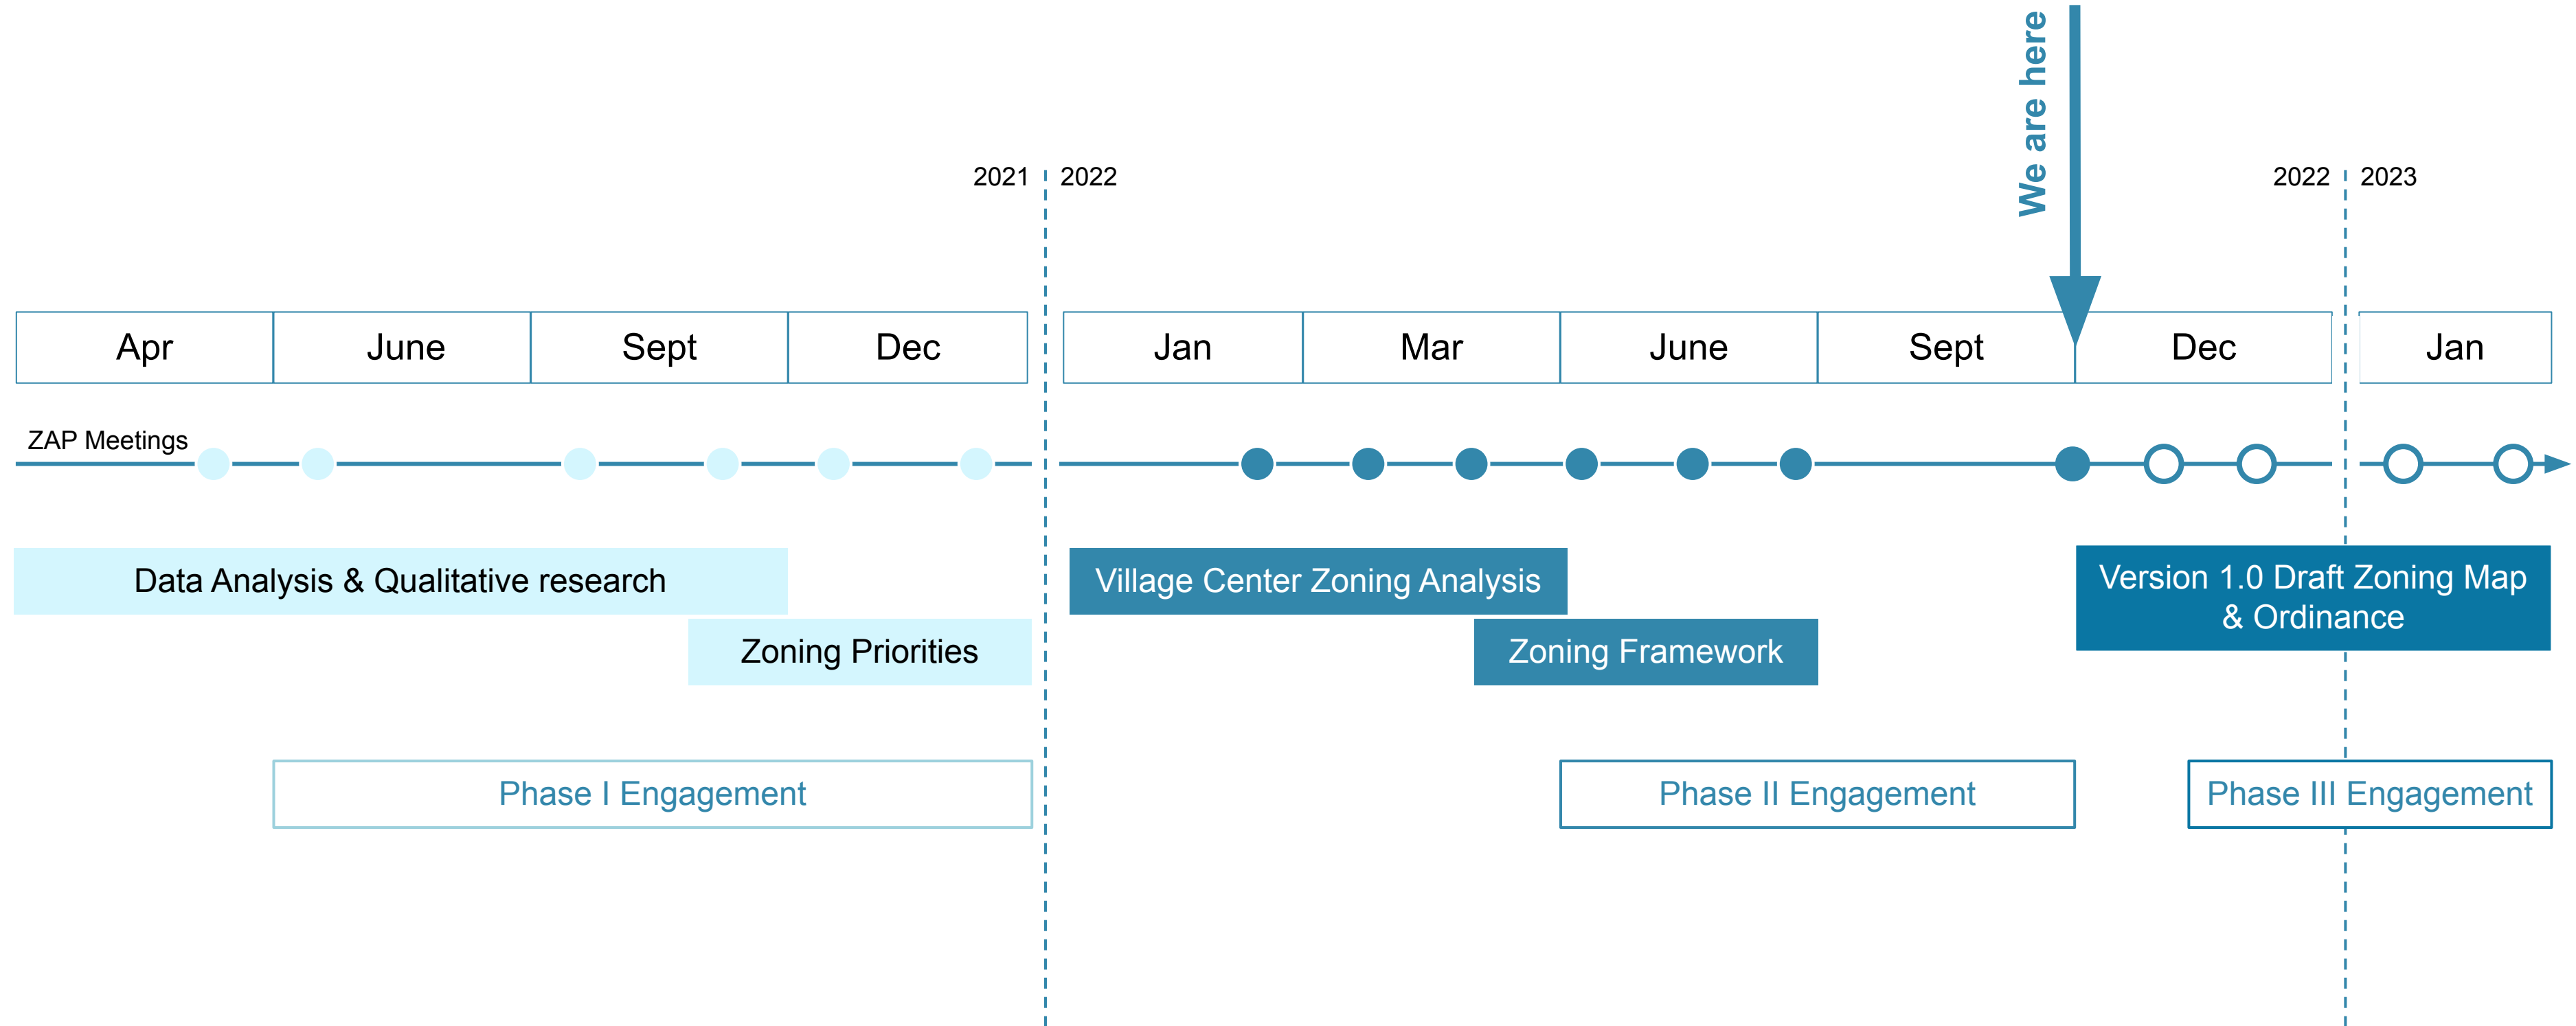 We are here
2021
2022
2022
2023
Apr
June
Sept
Dec
Jan
Mar
June
Sept
Dec
Jan
ZAP Meetings
Data Analysis & Qualitative research
Village Center Zoning Analysis
Version 1.0 Draft Zoning Map
& Ordinance
Zoning Priorities
Zoning Framework
Phase I Engagement
Phase II Engagement
Phase III Engagement